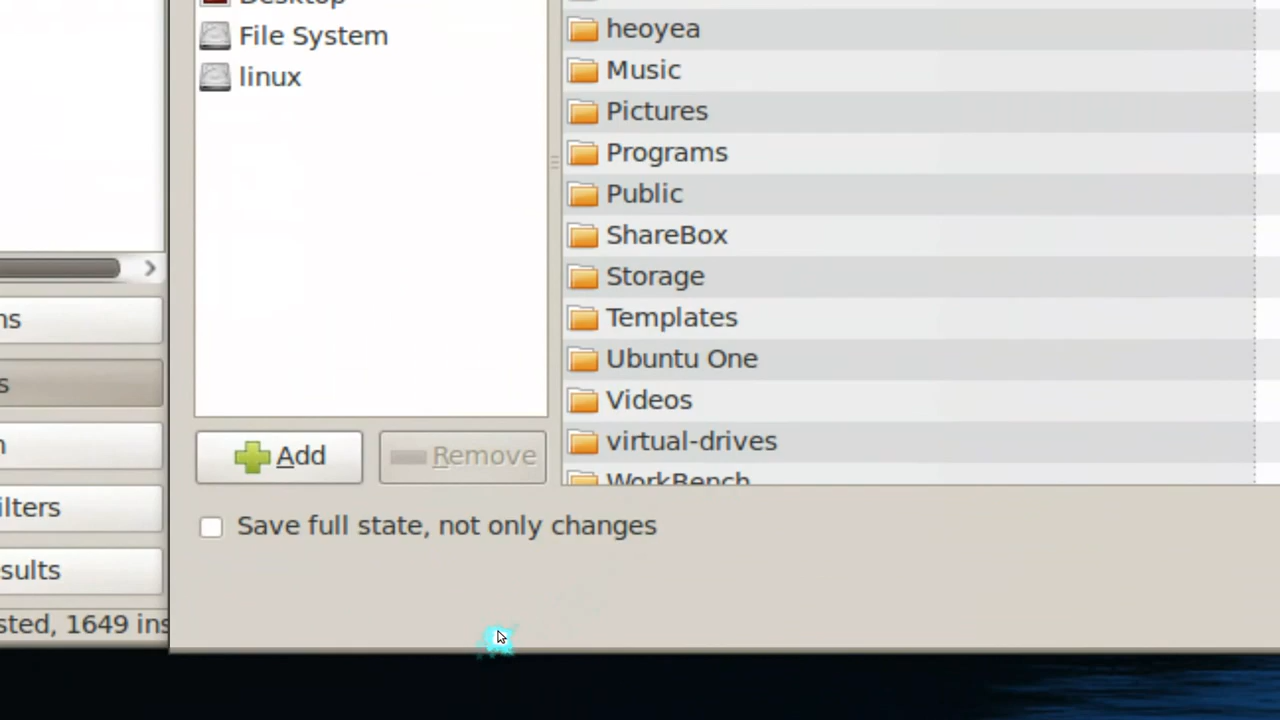 Desktop
File System
linux
heoyea
Music
Pictures
Programs
Public
ShareBox
Storage
Templates
Ubuntu One
Videos
virtual-drives
WorkBench
ns
s
n
ilters
sults
sted, 1649 ins
Add
Remove
Save full state, not only changes